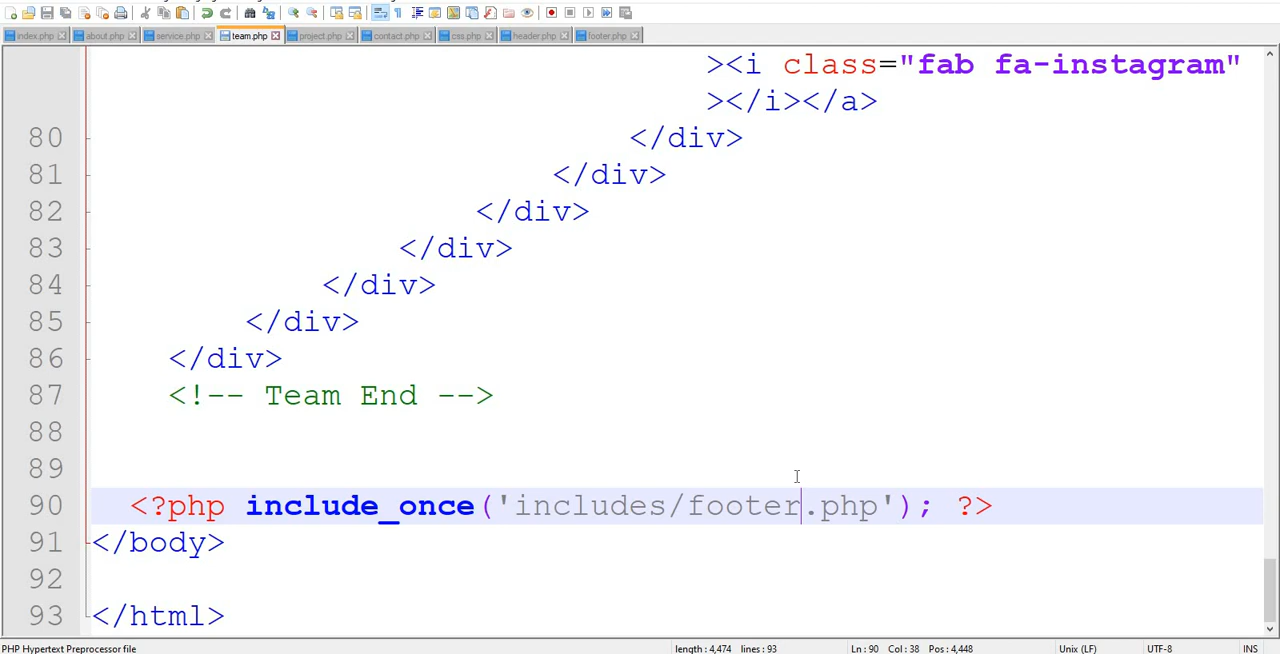 index.php about.php service.php team.php project.php contact.php css.php header.php footer.php
><i class="fab fa-instagram"
></i></a>
80 </div>
81 </div>
82 </div>
83 </div>
84 </div>
85 </div>
86 </div>
87 <!-- Team End -->
88
89
90 <?php include_once('includes/footer.php'); ?>
91 </body>
92
93 </html>
PHP Hypertext Preprocessor file length : 4,474 lines : 93 Ln : 90 Col : 38 Pos : 4,448 Unix (LF) UTF-8 INS